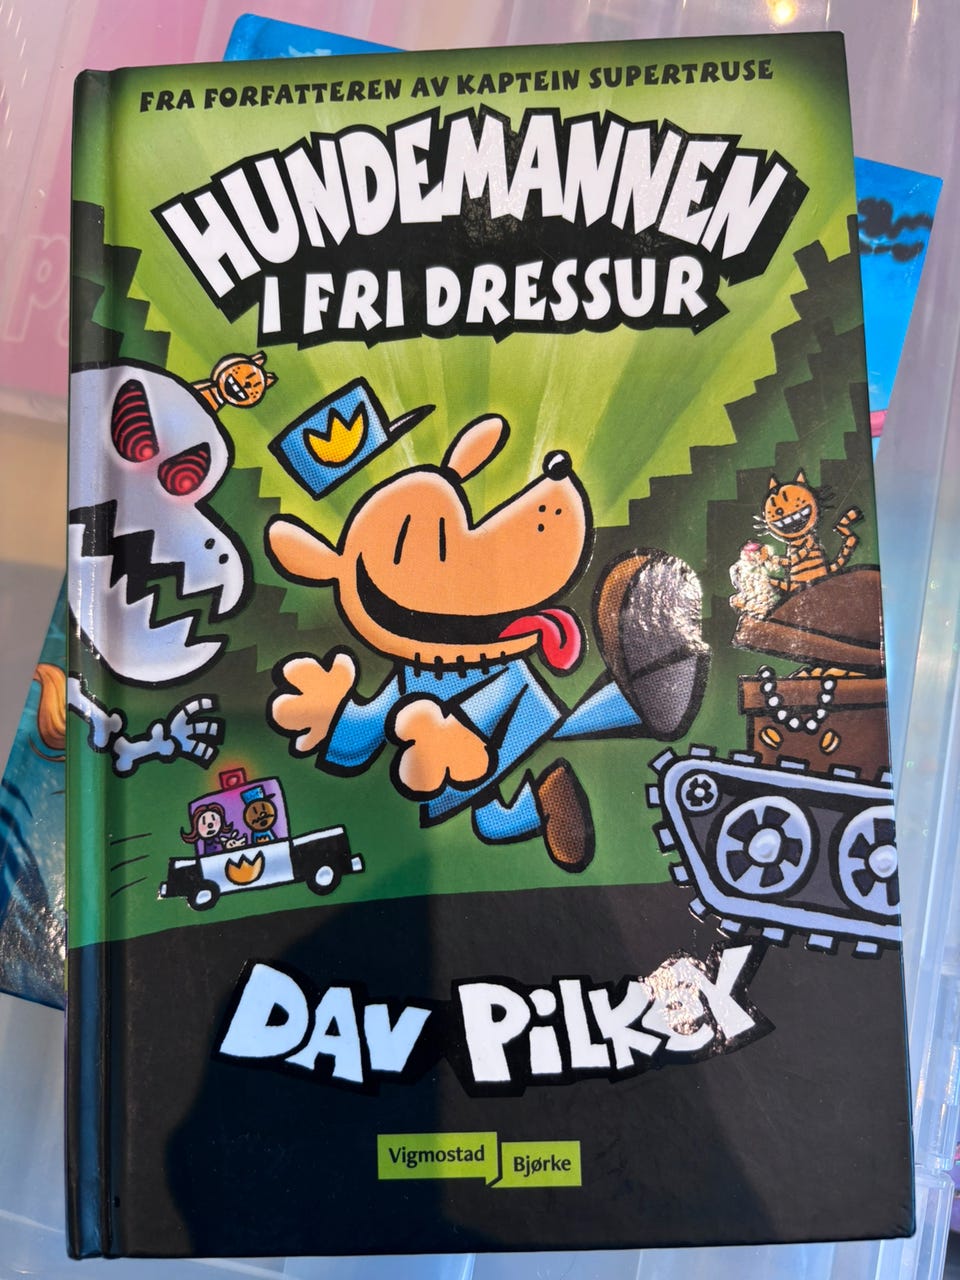 FRA FORFATTEREN AV KAPTEIN SUPERTRUSE
HUNDEMANNEN
I FRI DRESSUR
DAV PILKEY
Vigmostad
Bjørke